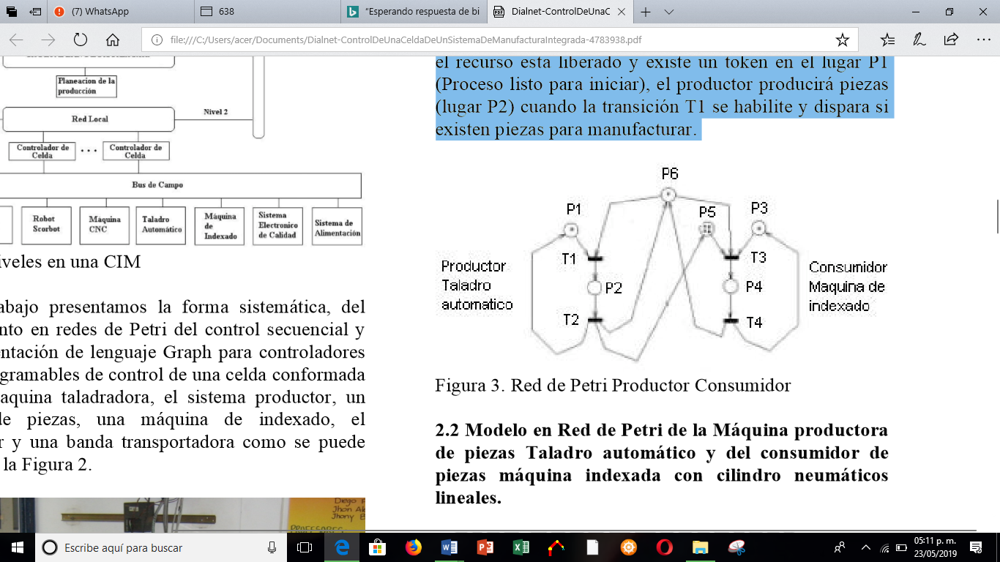 (7) WhatsApp
638
"Esperando respuesta de bi
Dialnet-ControlDeUnaC
file:///C:/Users/acer/Documents/Dialnet-ControlDeUnaCeldaDeUnSistemaDeManufacturaIntegrada-4783938.pdf
Planeacion de la
producción
Red Local
Nivel 2
Controlador de
Celda
. . .
Controlador de
Celda
Bus de Campo
Robot
Scorbot
Máquina
CNC
Taladro
Automático
Máquina
de
Indexado
Sistema
Electronico
de Calidad
Sistema de
Alimentación
iveles en una CIM
abajo presentamos la forma sistemática, del
nto en redes de Petri del control secuencial y
entación de lenguaje Graph para controladores
gramables de control de una celda conformada
aquina taladradora, el sistema productor, un
de piezas, una máquina de indexado, el
r y una banda transportadora como se puede
la Figura 2.
Diego
Jhon Al
Jhony B
PROFESORES
el recurso esta liberado y existe un token en el lugar P1
(Proceso listo para iniciar), el productor producirá piezas
(lugar P2) cuando la transición T1 se habilite y dispara si
existen piezas para manufacturar.
P6
P1
P5
P3
T1
T3
Productor
Taladro
automatico
P2
P4
Consumidor
Maquina de
indexado
T2
T4
Figura 3. Red de Petri Productor Consumidor
2.2 Modelo en Red de Petri de la Máquina productora
de piezas Taladro automático y del consumidor de
piezas máquina indexada con cilindro neumáticos
lineales.
Escribe aquí para buscar
05:11 p. m.
23/05/2019